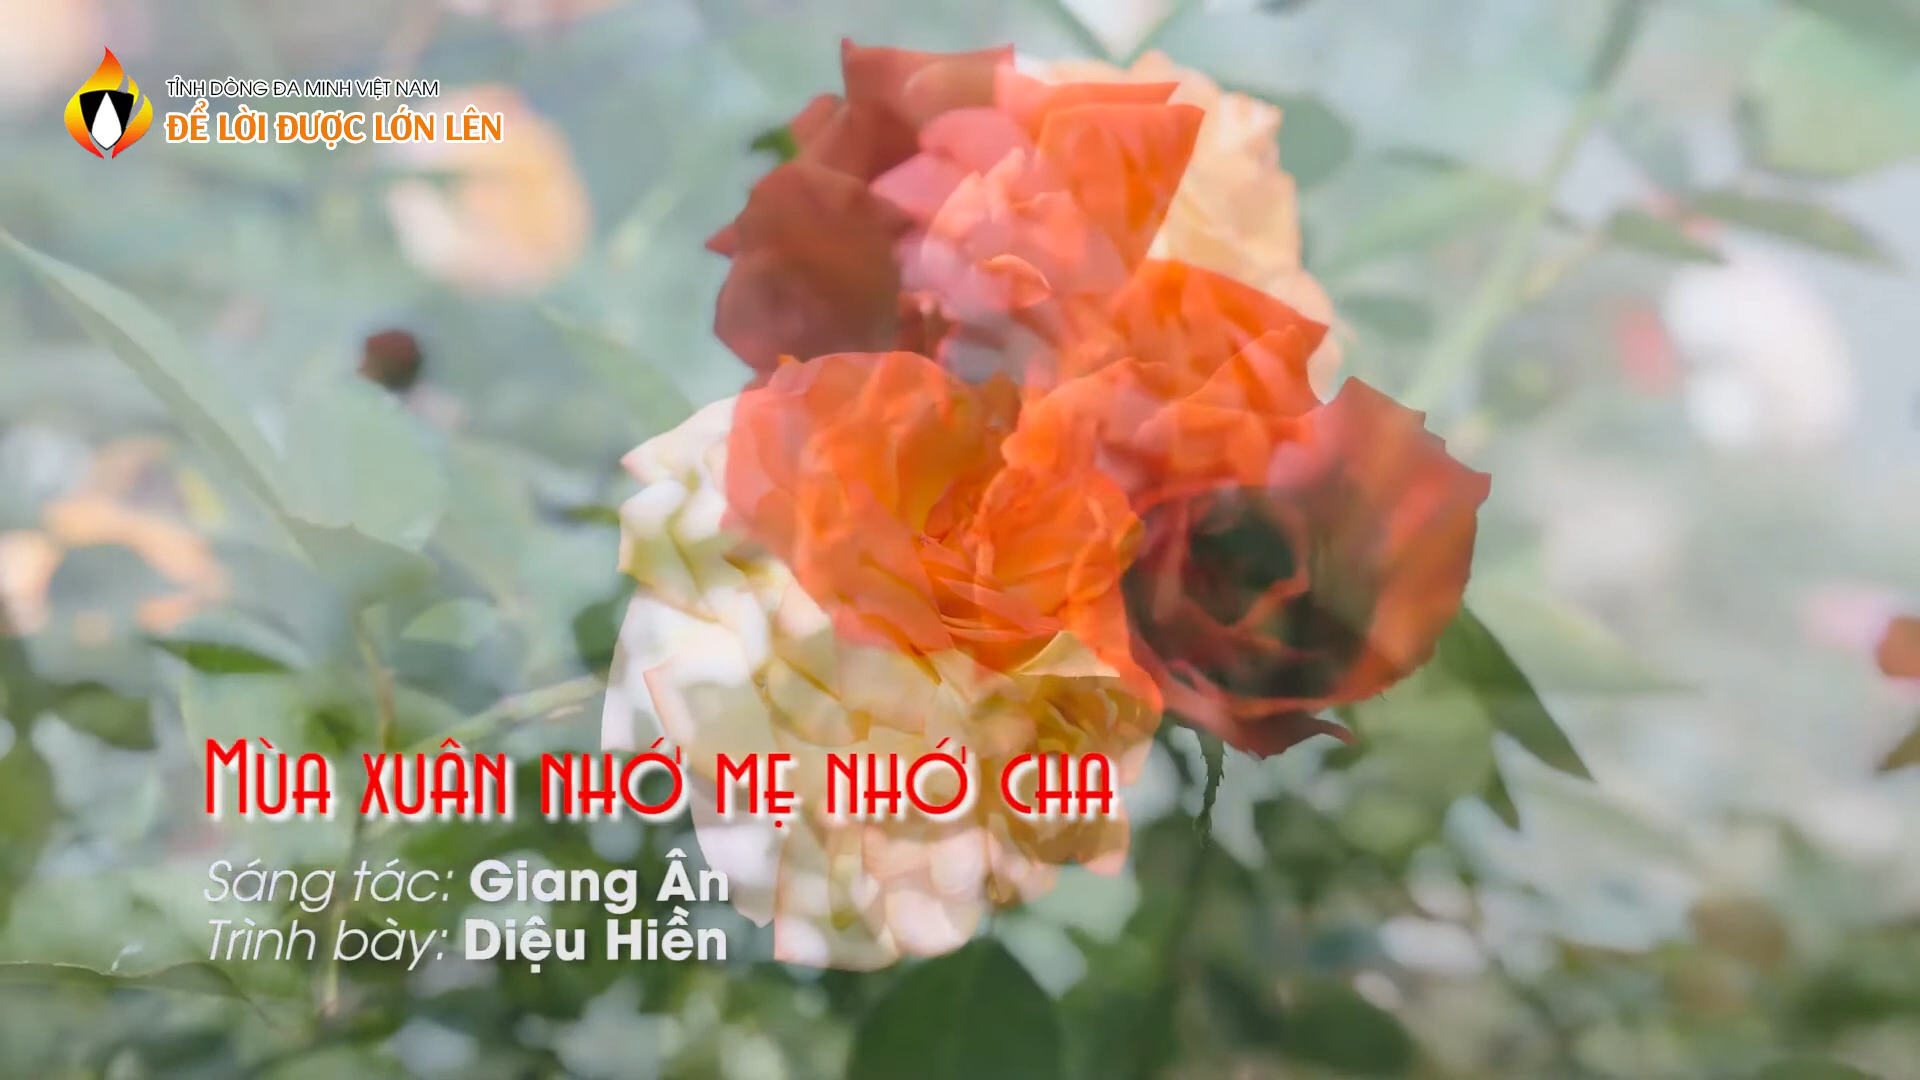 TỈNH DÒNG ĐA MINH VIỆT NAM
ĐỂ LỜI ĐƯỢC LỚN LÊN
MÙA XUÂN NHỚ MẸ NHỚ CHA
Sáng tác: Giang Ân
Trình bày: Diệu Hiền